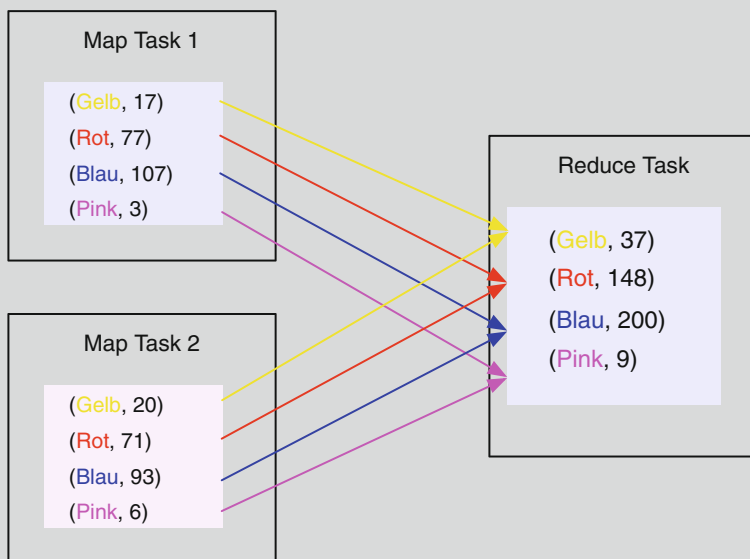 Map Task 1
(Gelb, 17)
(Rot, 77)
(Blau, 107)
(Pink, 3)
Map Task 2
(Gelb, 20)
(Rot, 71)
(Blau, 93)
(Pink, 6)
Reduce Task
(Gelb, 37)
(Rot, 148)
(Blau, 200)
(Pink, 9)